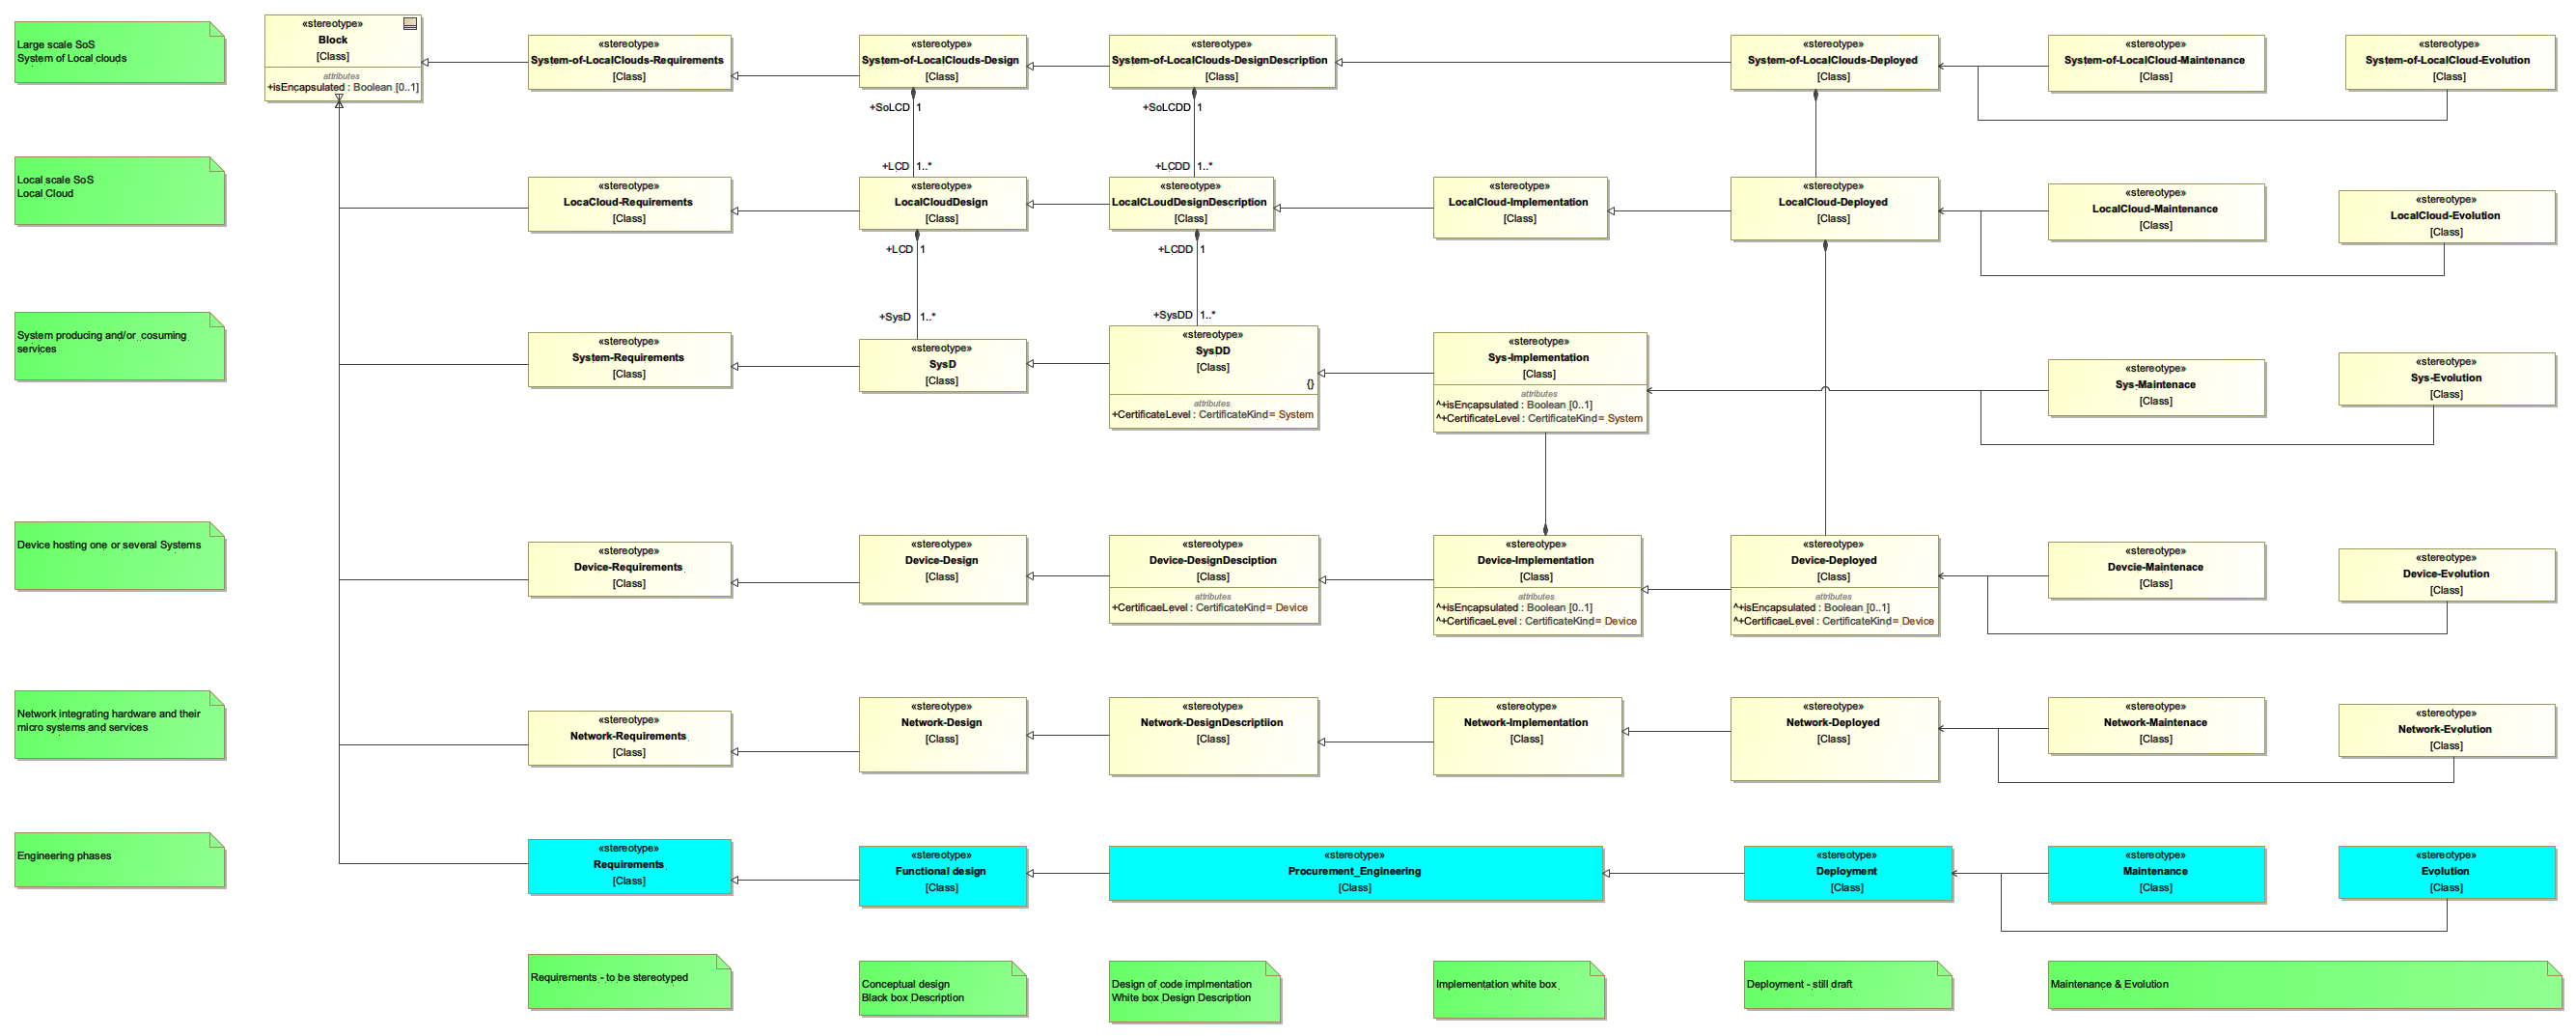 Large scale SoS
System of Local clouds
«stereotype»
Block
[Class]
attributes
+isEncapsulated : Boolean [0..1]
«stereotype»
System-of-LocalClouds-Requirements
[Class]
«stereotype»
System-of-LocalClouds-Design
[Class]
«stereotype»
System-of-LocalClouds-DesignDescription
[Class]
«stereotype»
System-of-LocalClouds-Deployed
[Class]
«stereotype»
System-of-LocalCloud-Maintenance
[Class]
«stereotype»
System-of-LocalCloud-Evolution
[Class]
+SoLCD 1
+LCD 1..*
+SoLCDD 1
+LCDD 1..*
Local scale SoS
Local Cloud
«stereotype»
LocaCloud-Requirements
[Class]
«stereotype»
LocalCloudDesign
[Class]
«stereotype»
LocalCLoudDesignDescription
[Class]
«stereotype»
LocalCloud-Implementation
[Class]
«stereotype»
LocalCloud-Deployed
[Class]
«stereotype»
LocalCloud-Maintenance
[Class]
«stereotype»
LocalCloud-Evolution
[Class]
+LCD 1
+SysD 1..*
+LCDD 1
+SysDD 1..*
System producing and/or cosuming
services
«stereotype»
System-Requirements
[Class]
«stereotype»
SysD
[Class]
«stereotype»
SysDD
[Class]
{}
attributes
+CertificateLevel : CertificateKind= System
«stereotype»
Sys-Implementation
[Class]
attributes
^+isEncapsulated : Boolean [0..1]
^+CertificateLevel : CertificateKind= System
«stereotype»
Sys-Maintenace
[Class]
«stereotype»
Sys-Evolution
[Class]
Device hosting one or several Systems
«stereotype»
Device-Requirements
[Class]
«stereotype»
Device-Design
[Class]
«stereotype»
Device-DesignDesciption
[Class]
attributes
+CertificaeLevel : CertificateKind= Device
«stereotype»
Device-Implementation
[Class]
attributes
^+isEncapsulated : Boolean [0..1]
^+CertificaeLevel : CertificateKind= Device
«stereotype»
Device-Deployed
[Class]
attributes
^+isEncapsulated : Boolean [0..1]
^+CertificaeLevel : CertificateKind= Device
«stereotype»
Devcie-Maintenace
[Class]
«stereotype»
Device-Evolution
[Class]
Network integrating hardware and their
micro systems and services
«stereotype»
Network-Requirements
[Class]
«stereotype»
Network-Design
[Class]
«stereotype»
Network-DesignDescriptiion
[Class]
«stereotype»
Network-Implementation
[Class]
«stereotype»
Network-Deployed
[Class]
«stereotype»
Network-Maintenace
[Class]
«stereotype»
Network-Evolution
[Class]
Engineering phases
«stereotype»
Requirements
[Class]
«stereotype»
Functional design
[Class]
«stereotype»
Procurement_Engineering
[Class]
«stereotype»
Deployment
[Class]
«stereotype»
Maintenance
[Class]
«stereotype»
Evolution
[Class]
Requirements - to be stereotyped
Conceptual design
Black box Description
Design of code implmentation
White box Design Description
Implementation white box
Deployment - still draft
Maintenance & Evolution